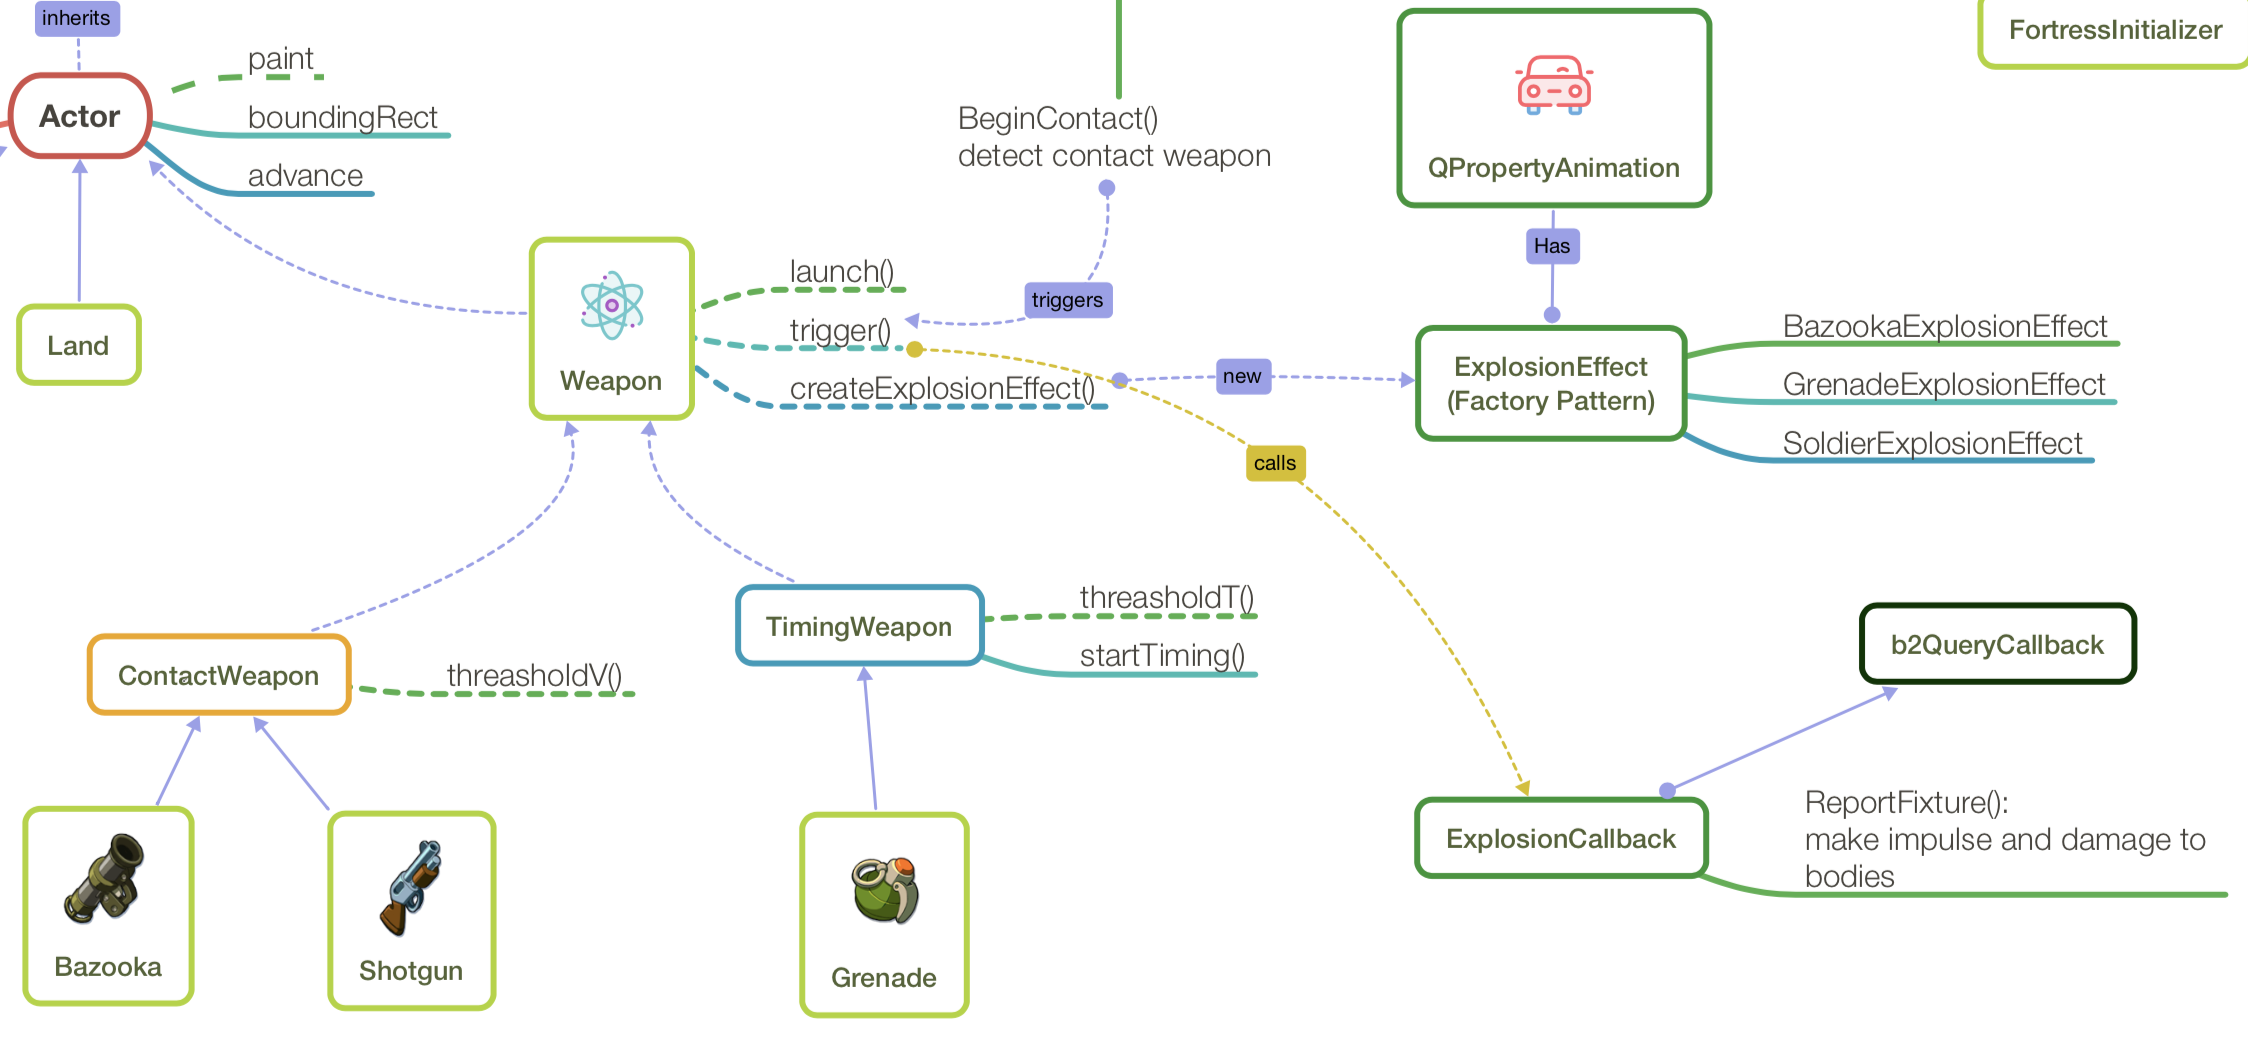 inherits
FortressInitializer
paint
Actor
boundingRect
advance
BeginContact()
detect contact weapon
QPropertyAnimation
Has
Land
Weapon
launch()
triggers
trigger()
createExplosionEffect()
new
ExplosionEffect
(Factory Pattern)
BazookaExplosionEffect
GrenadeExplosionEffect
SoldierExplosionEffect
calls
ContactWeapon
threasholdV()
TimingWeapon
threasholdT()
startTiming()
b2QueryCallback
ExplosionCallback
ReportFixture():
make impulse and damage to
bodies
Bazooka
Shotgun
Grenade